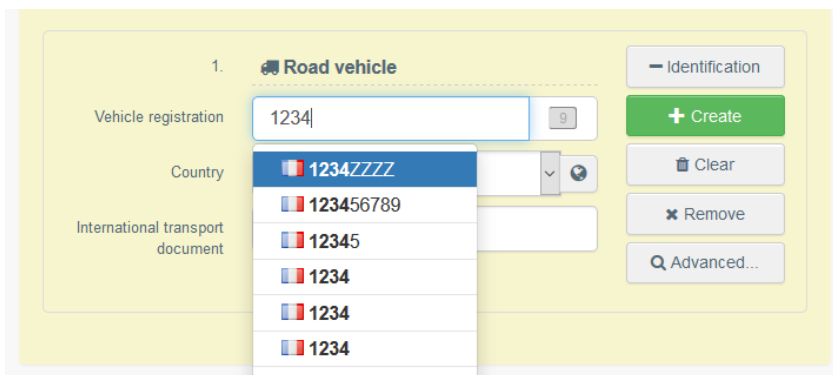 1.
Road vehicle
Identification
Vehicle registration
1234
9
Create
Country
1234ZZZZ
Clear
123456789
Remove
International transport
document
12345
Advanced...
1234
1234
1234